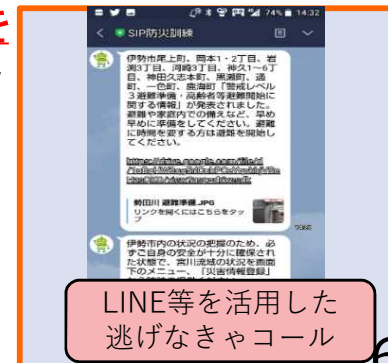 を
74% 14:32
SIP防災訓練
伊勢市尾上町、岡本1・2丁目、岩
渕3丁目、河崎3丁目、神久1~6丁
目、神田久志本町、黒瀬町、通
町、一色町、鹿海町「警戒レベル
3避難準備・高齢者等避難開始に
関する情報」が発表されました。
避難や家庭内での備えなど、早め
早めに準備をしてください。避難
に時間を要する方は避難を開始し
てください。
勢田川 避難準備.JPG
リンクを開くにはこちらをタッ
プ
伊勢市内の状況の把握のため、必
ずご自身の安全が十分に確保され
た状態で、宮川流域の状況を画面
下のメニュー、「災害情報登録」
LINE等を活用した
逃げなきゃコール